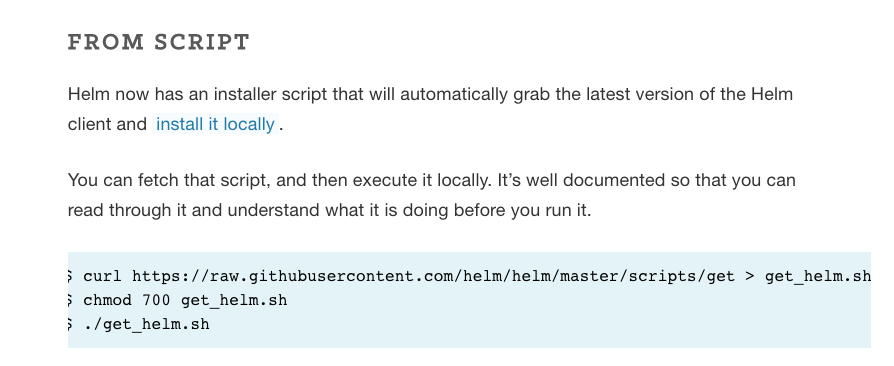 FROM SCRIPT
Helm now has an installer script that will automatically grab the latest version of the Helm
client and install it locally .
You can fetch that script, and then execute it locally. It’s well documented so that you can
read through it and understand what it is doing before you run it.
$ curl https://raw.githubusercontent.com/helm/helm/master/scripts/get > get_helm.sh
$ chmod 700 get_helm.sh
$ ./get_helm.sh